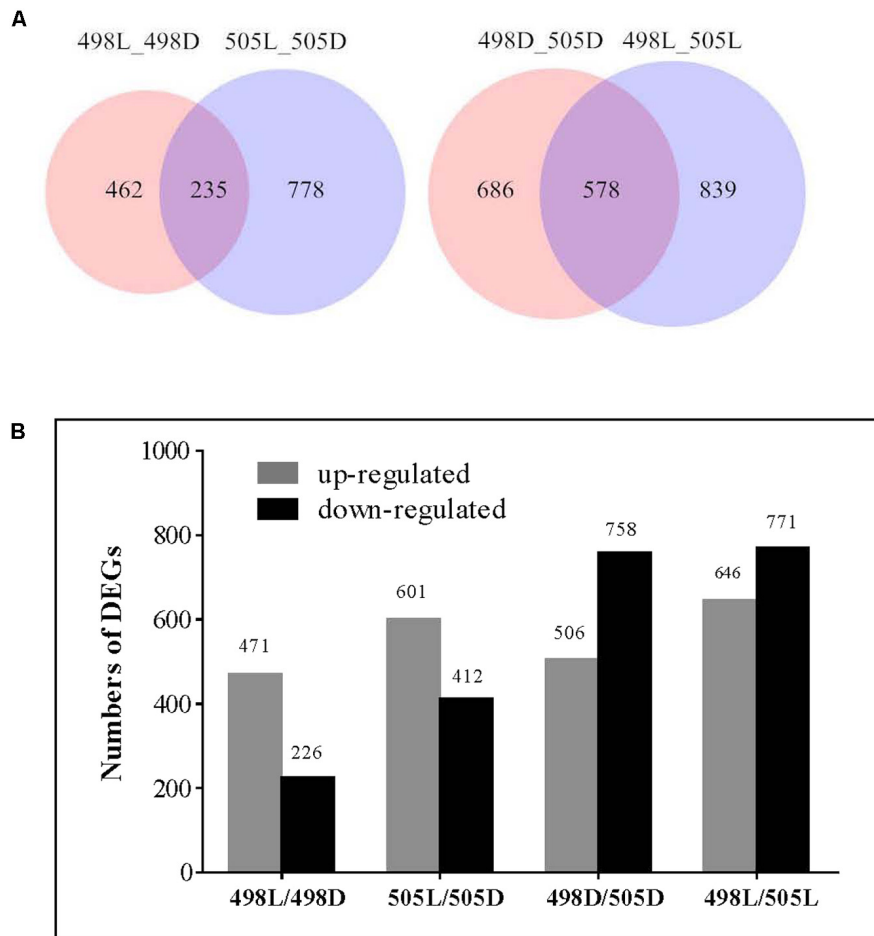 A
498L_498D 505L_505D 498D_505D 498L_505L
462 235 778 686 578 839
B
Numbers of DEGs
1000
800
600
400
200
0
up-regulated
down-regulated
471 226 601 412 506 758 646 771
498L/498D 505L/505D 498D/505D 498L/505L